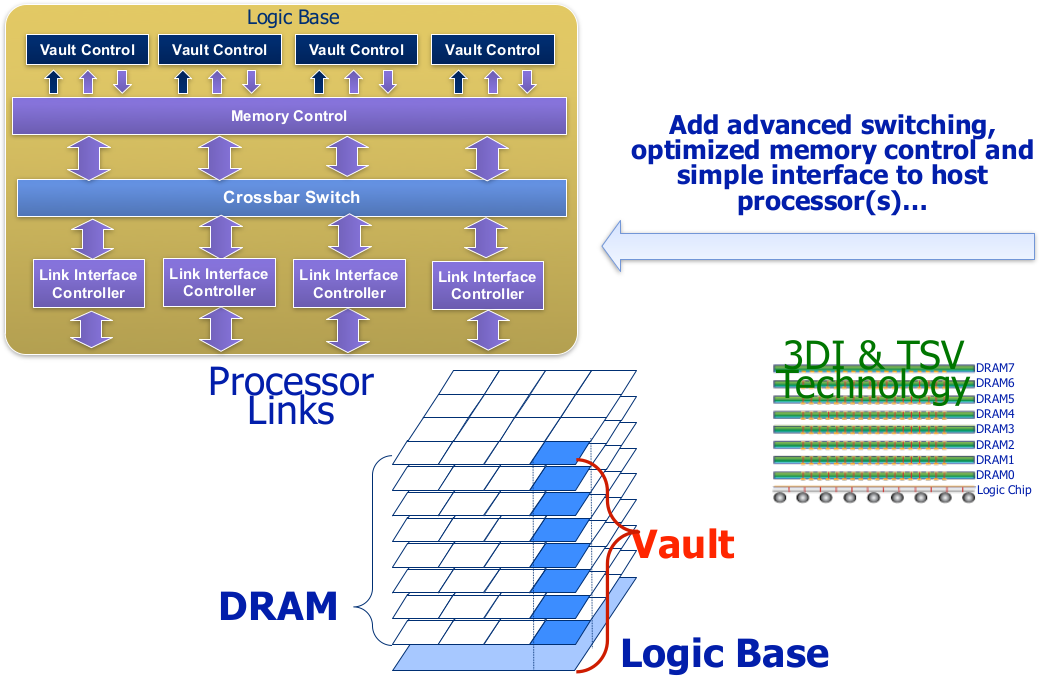 Logic Base
Vault Control
Vault Control
Vault Control
Vault Control
Memory Control
Crossbar Switch
Link Interface
Controller
Link Interface
Controller
Link Interface
Controller
Link Interface
Controller
Add advanced switching,
optimized memory control and
simple interface to host
processor(s)…
Processor
Links
3DI & TSV
Technology
DRAM7
DRAM6
DRAM5
DRAM4
DRAM3
DRAM2
DRAM1
DRAM0
Logic Chip
Vault
DRAM
Logic Base